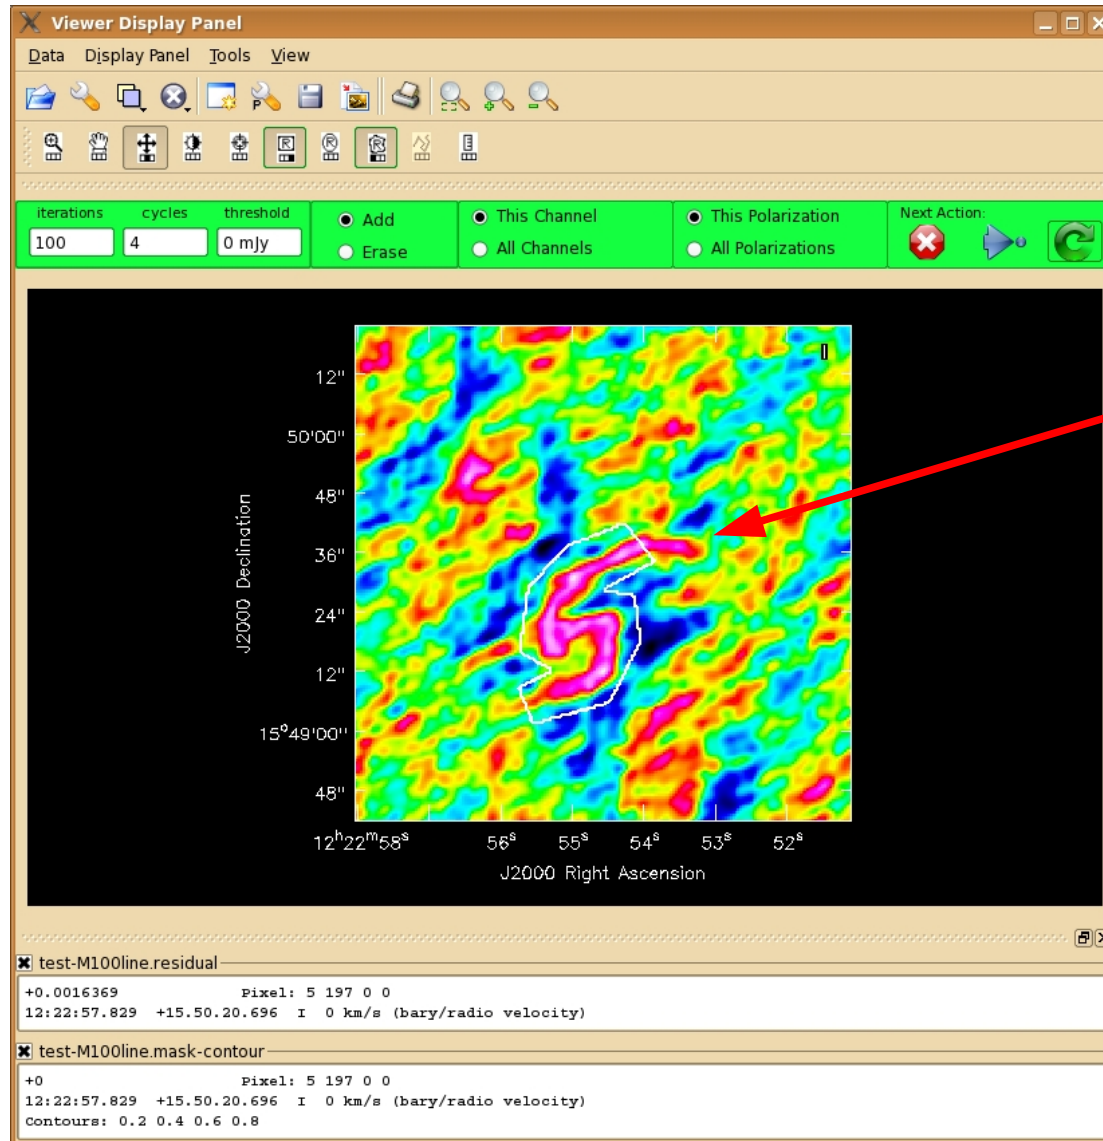 Viewer Display Panel
Data Display Panel Tools View
iterations cycles threshold
100 4 0 mJy
Add
Erase
This Channel
All Channels
This Polarization
All Polarizations
Next Action:
12"
50'00"
48"
36"
24"
12"
15°49'00"
48"
J2000 Declination
I
12h22m58s 56s 55s 54s 53s 52s
J2000 Right Ascension
test-M100line.residual
+0.0016369 Pixel: 5 197 0 0
12:22:57.829 +15.50.20.696 I 0 km/s (bary/radio velocity)
test-M100line.mask-contour
+0 Pixel: 5 197 0 0
12:22:57.829 +15.50.20.696 I 0 km/s (bary/radio velocity)
Contours: 0.2 0.4 0.6 0.8